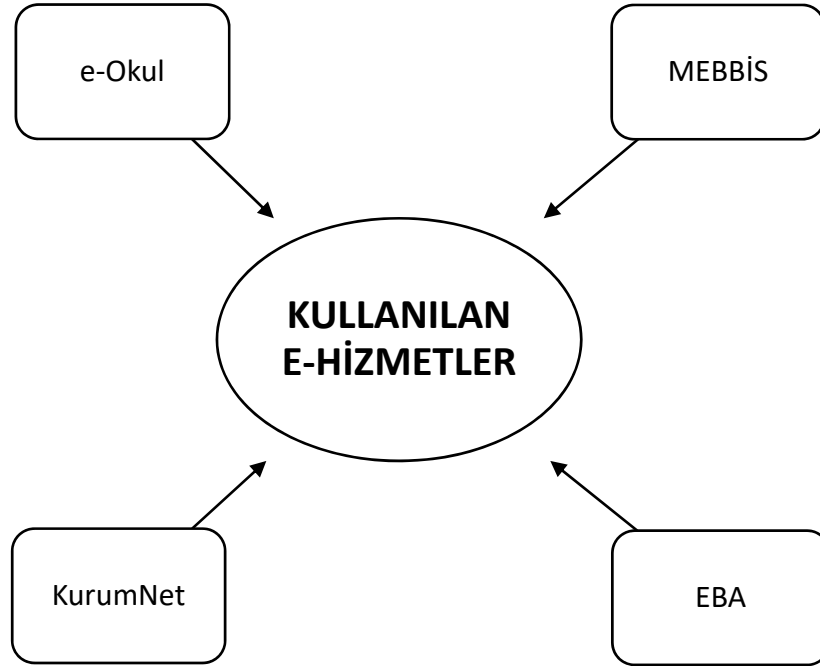 e-Okul
MEBBİS
KULLANILAN
E-HİZMETLER
KurumNet
EBA